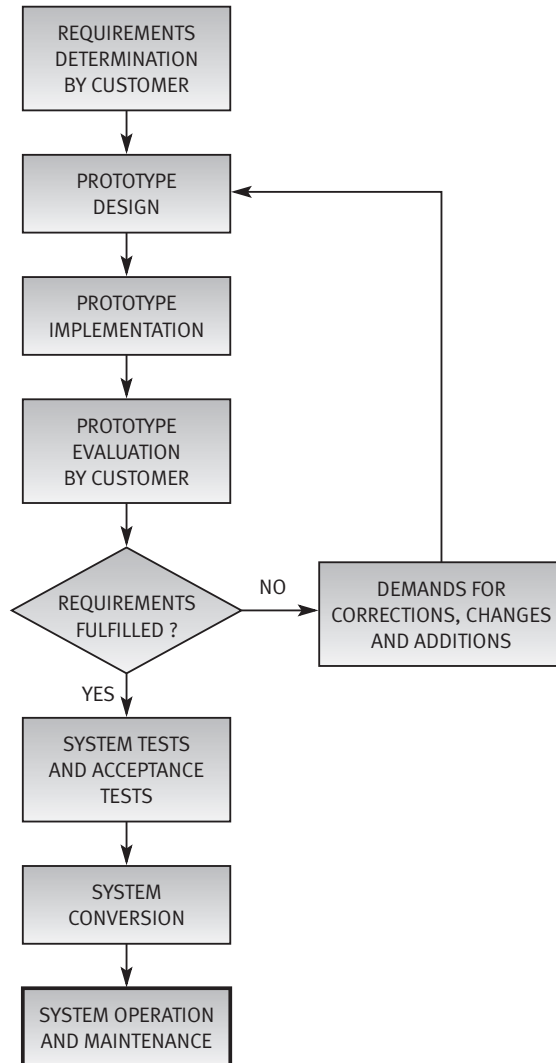 REQUIREMENTS
DETERMINATION
BY CUSTOMER
PROTOTYPE
DESIGN
PROTOTYPE
IMPLEMENTATION
PROTOTYPE
EVALUATION
BY CUSTOMER
REQUIREMENTS
FULFILLED ?
NO
DEMANDS FOR
CORRECTIONS, CHANGES
AND ADDITIONS
YES
SYSTEM TESTS
AND ACCEPTANCE
TESTS
SYSTEM
CONVERSION
SYSTEM OPERATION
AND MAINTENANCE